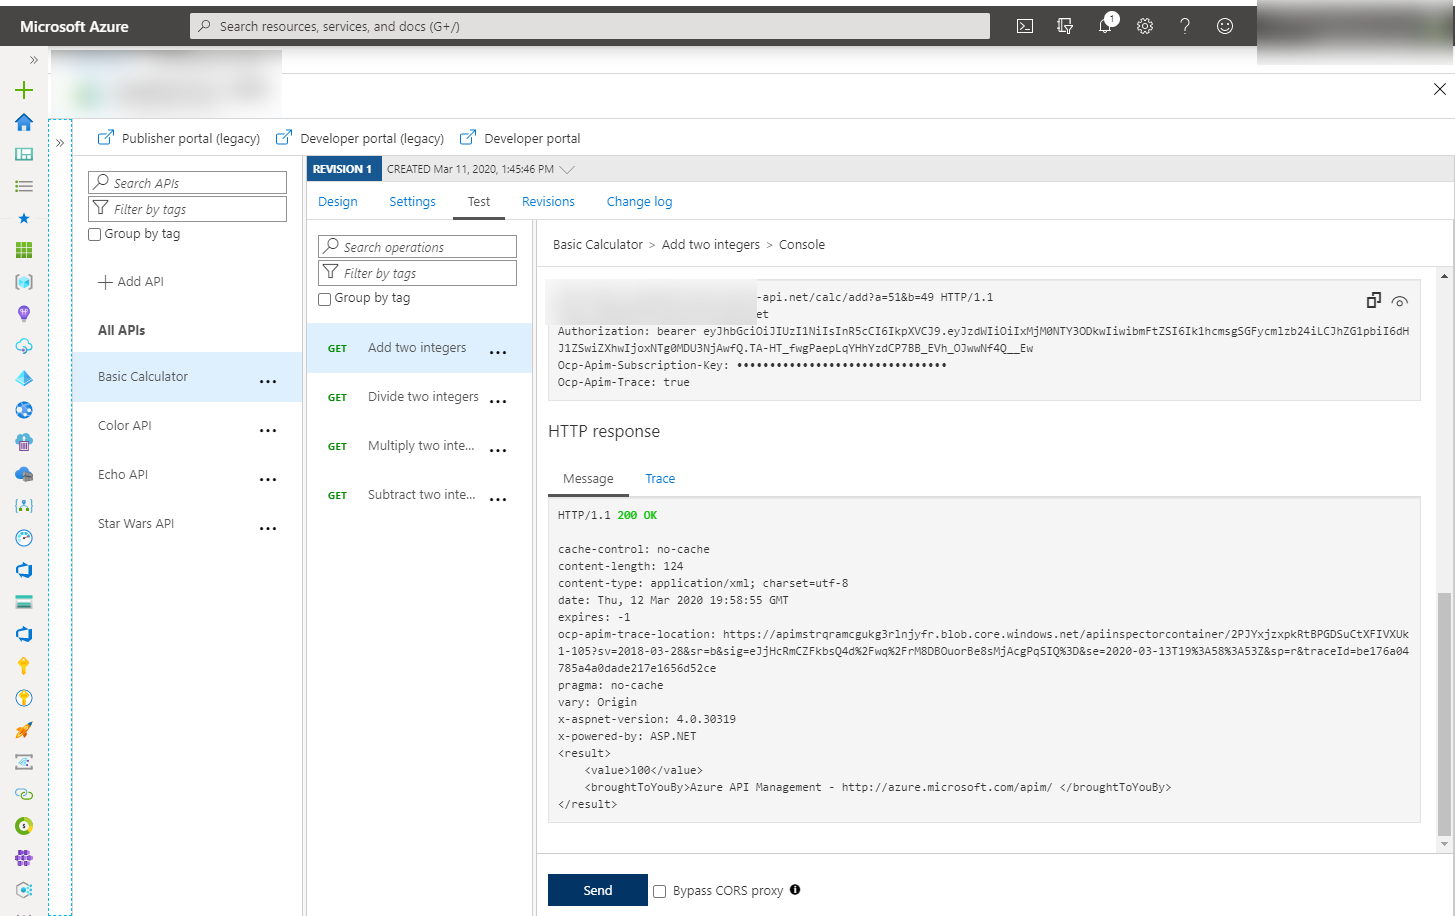 Microsoft Azure
Search resources, services, and docs (G+/)
1
Publisher portal (legacy)
Developer portal (legacy)
Developer portal
Search APIs
Filter by tags
Group by tag
Add API
All APIs
Basic Calculator
Color API
Echo API
Star Wars API
REVISION 1
CREATED Mar 11, 2020, 1:45:46 PM
Design
Settings
Test
Revisions
Change log
Search operations
Filter by tags
Group by tag
GET Add two integers
GET Divide two integers
GET Multiply two inte...
GET Subtract two inte...
Basic Calculator > Add two integers > Console
-api.net/calc/add?a=51&b=49 HTTP/1.1
et
Authorization: bearer eyJhbGciOiJIUzI1NiIsInR5cCI6IkpXVCJ9.eyJzdWIiOiIxMjM0NTY3ODkwIiwibmFtZSI6Ik1hcmsgSGFycm1zb24iLCJhZG1pbiI6dH
J1ZSwiZXhwIjoxNTg0MDU3NjAwfQ.TA-HT_fwgPaepLqYHhYzdCP7BB_EVh_OJwwNf4Q__Ew
Ocp-Apim-Subscription-Key: ••••••••••••••••••••••••••••••••
Ocp-Apim-Trace: true
HTTP response
Message
Trace
HTTP/1.1 200 OK
cache-control: no-cache
content-length: 124
content-type: application/xml; charset=utf-8
date: Thu, 12 Mar 2020 19:58:55 GMT
expires: -1
ocp-apim-trace-location: https://apimstrqramcgukg3rlnjyfr.blob.core.windows.net/apiinspectorcontainer/2PJYxjzxpkRtBPGDSuCtXFIVXUk
1-105?sv=2018-03-28&sr=b&sig=eJjHcRmCZFkbsQ4d%2Fwq%2FrM8DBOuorBe8sMjAcgPqSIQ%3D&se=2020-03-13T19%3A58%3A53Z&sp=r&traceId=be176a04
785a4a0dade217e1656d52ce
pragma: no-cache
vary: Origin
x-aspnet-version: 4.0.30319
x-powered-by: ASP.NET
<result>
<value>100</value>
<broughtToYouBy>Azure API Management - http://azure.microsoft.com/apim/ </broughtToYouBy>
</result>
Send
Bypass CORS proxy